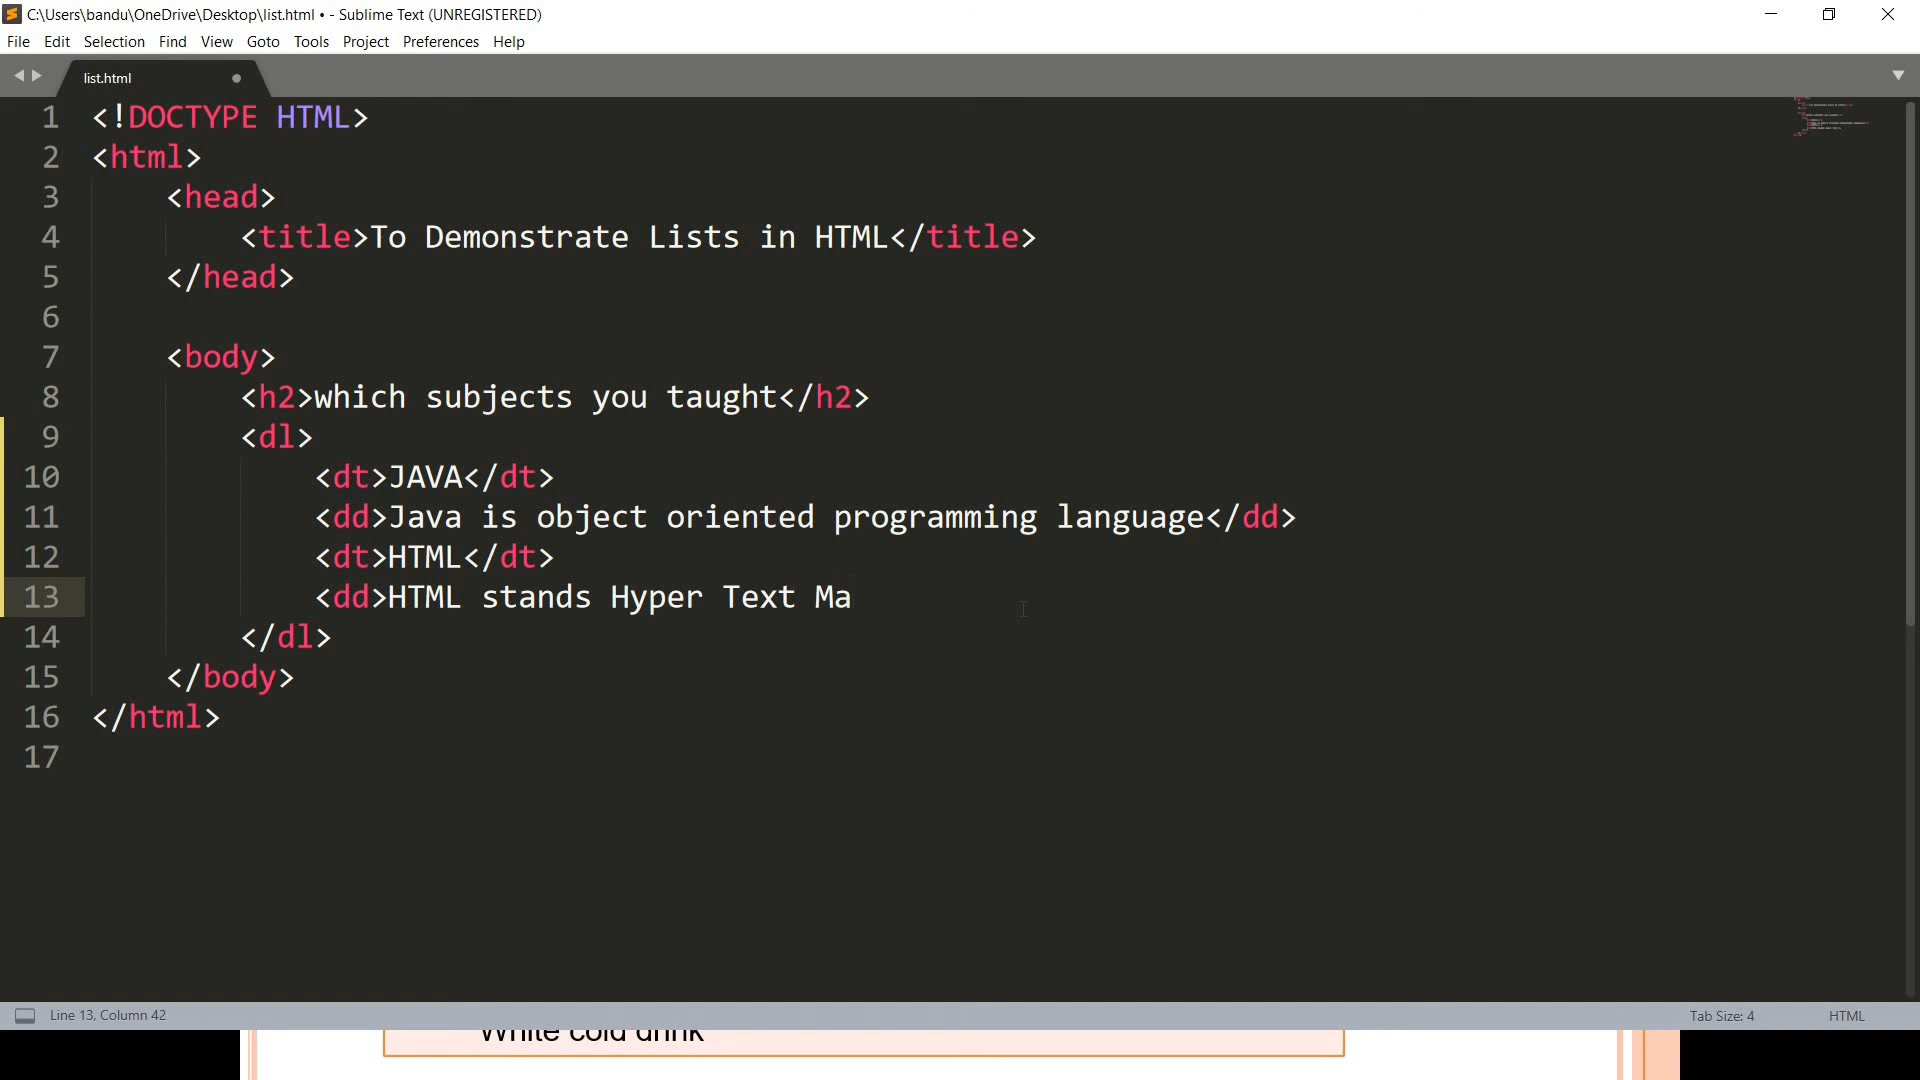 C:\Users\bandu\OneDrive\Desktop\list.html • - Sublime Text (UNREGISTERED)
File Edit Selection Find View Goto Tools Project Preferences Help
list.html
1 <!DOCTYPE HTML>
2 <html>
3 <head>
4 <title>To Demonstrate Lists in HTML</title>
5 </head>
6
7 <body>
8 <h2>which subjects you taught</h2>
9 <dl>
10 <dt>JAVA</dt>
11 <dd>Java is object oriented programming language</dd>
12 <dt>HTML</dt>
13 <dd>HTML stands Hyper Text Ma
14 </dl>
15 </body>
16 </html>
17
Line 13, Column 42 Tab Size: 4 HTML
White cold drink